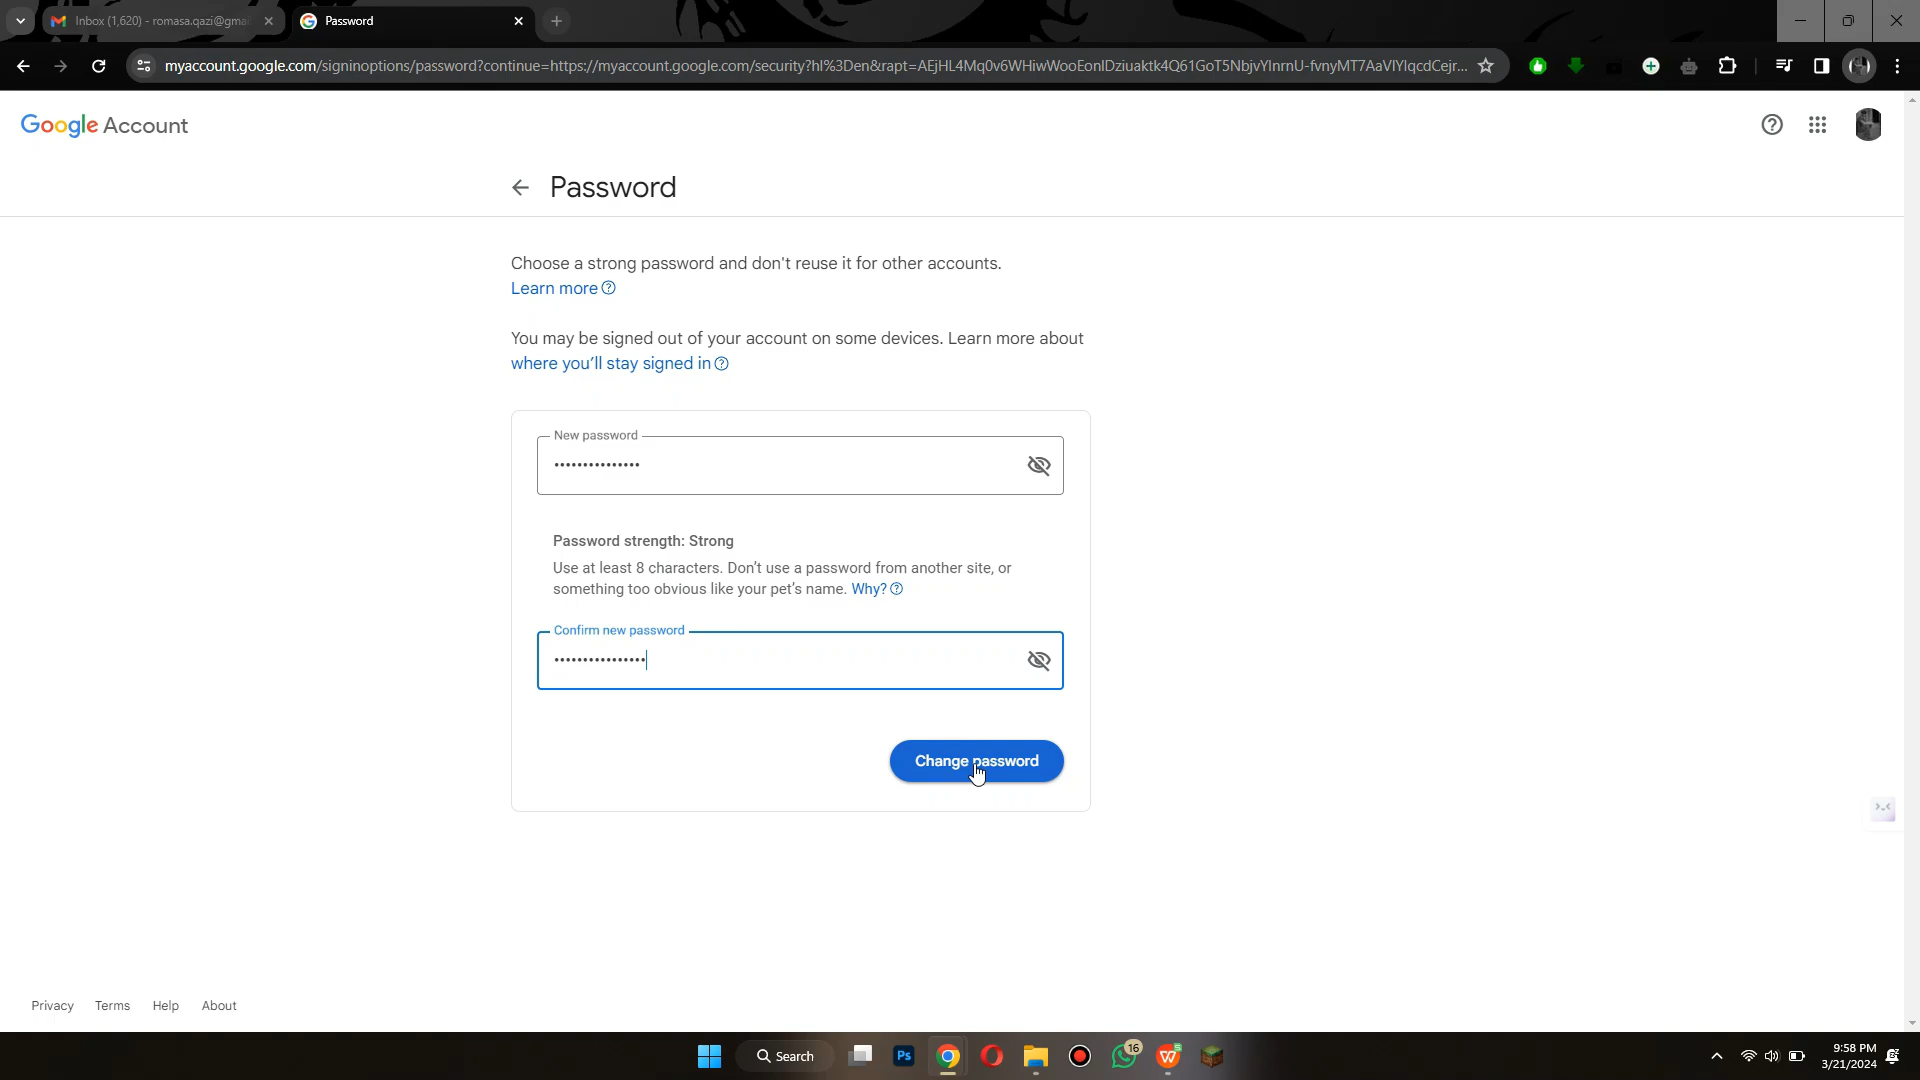 Inbox (1,620) - romasa.qazi@gmai
Password
myaccount.google.com/signinoptions/password?continue=https://myaccount.google.com/security?hl%3Den&rapt=AEjHL4Mq0v6WHiwWooEonIDziuaktk4Q61GoT5NbjvYlnrnU-fvnyMT7AaVIYlqcdCejr...
Google Account
Password
Choose a strong password and don't reuse it for other accounts.
Learn more
You may be signed out of your account on some devices. Learn more about
where you'll stay signed in
New password
•••••••••••••••
Password strength: Strong
Use at least 8 characters. Don't use a password from another site, or
something too obvious like your pet's name. Why?
Confirm new password
••••••••••••••••
Change password
Privacy Terms Help About
Search
Ps
16
9:58 PM
3/21/2024